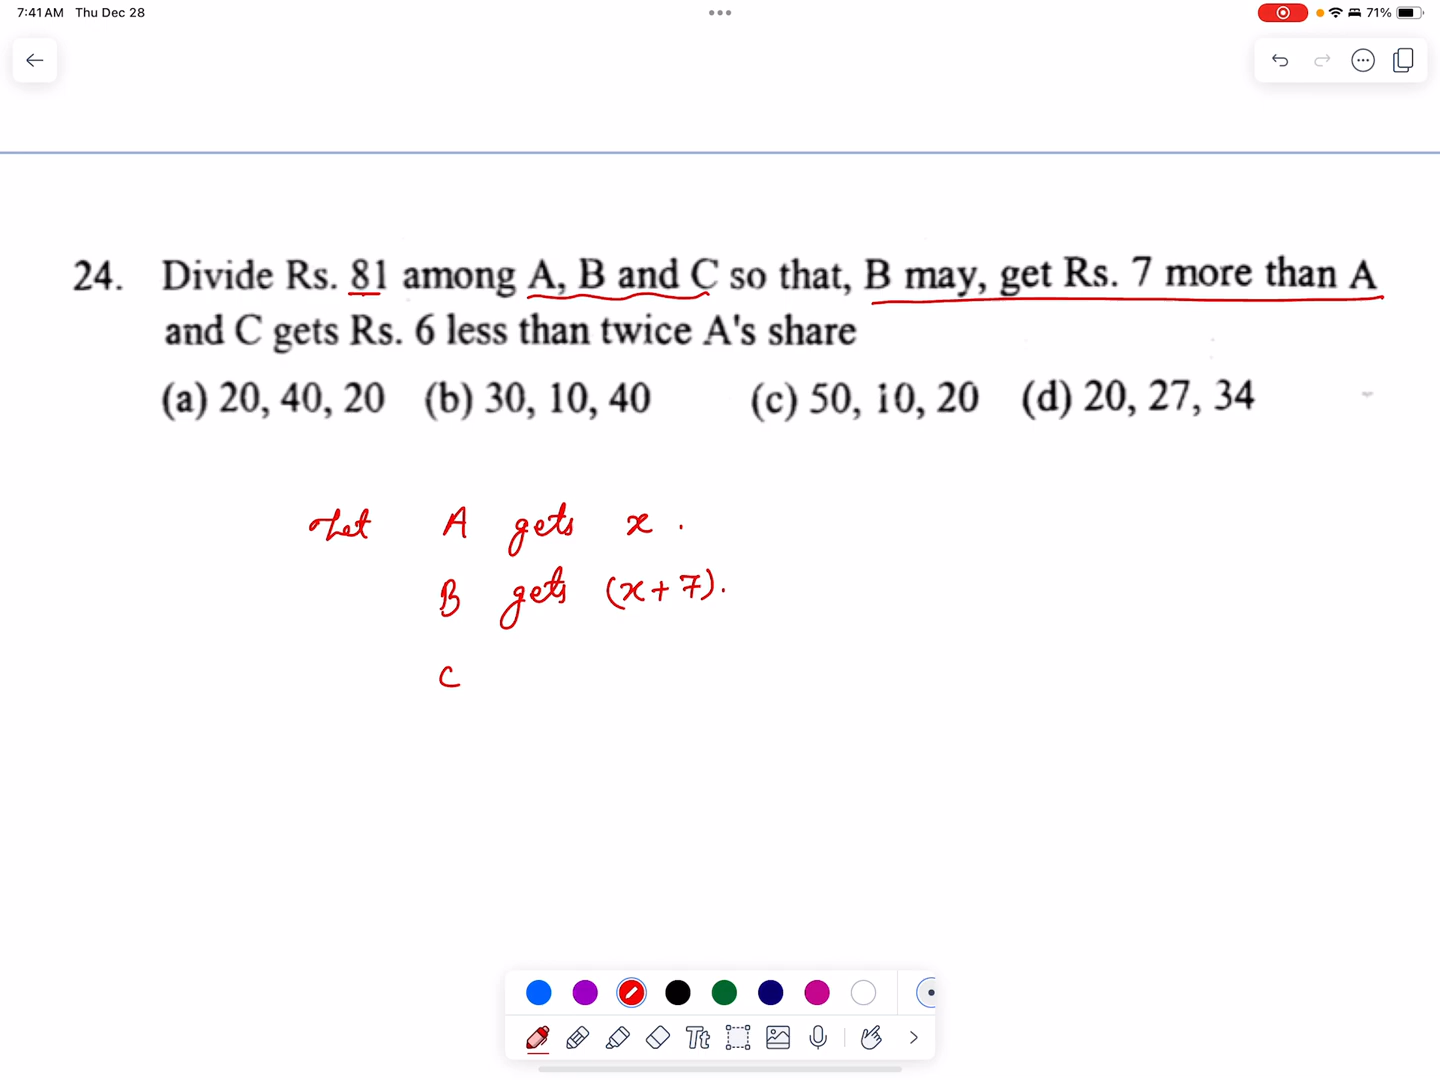 7:41 AM Thu Dec 28
71%
24. Divide Rs. 81 among A, B and C so that, B may, get Rs. 7 more than A
and C gets Rs. 6 less than twice A's share
(a) 20, 40, 20 (b) 30, 10, 40 (c) 50, 10, 20 (d) 20, 27, 34
Let A gets x .
B gets (x+7).
C
Tt